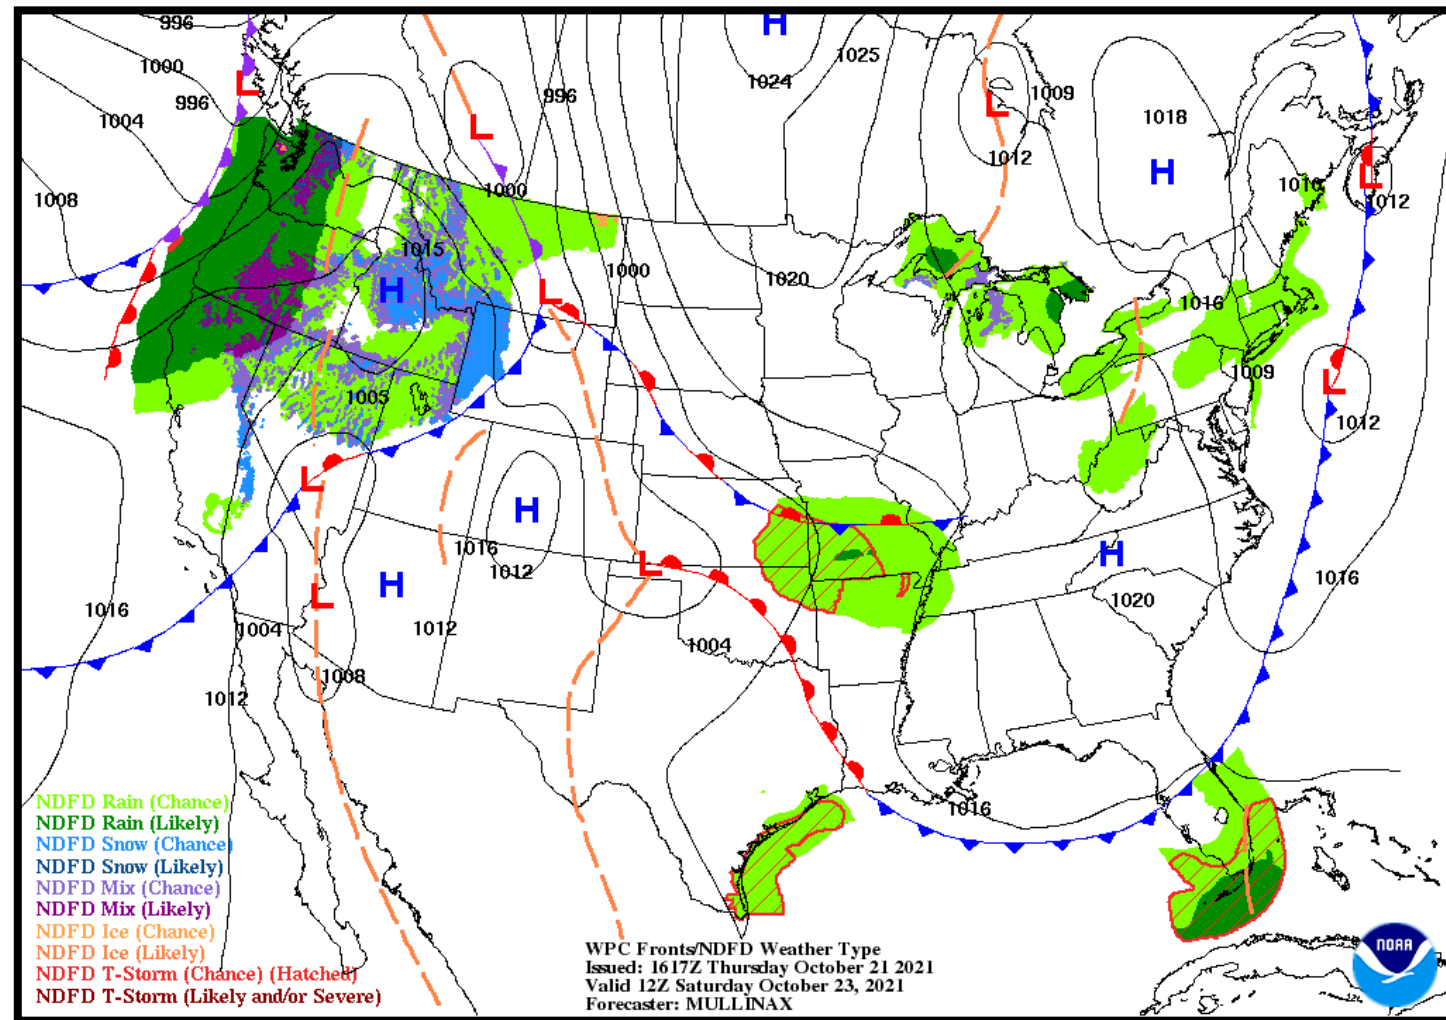 996
H
1025
1000
1024
L
996
996
1009
L
1018
1004
L
1012
H
L
1008
1000
1016
1012
1015
1000
1020
H
L
1016
1009
L
1005
1012
L
H
H
1016
1012
L
1016
H
1016
L
1020
1004
1012
1004
1008
1012
1016
NDFD Rain (Chance)
NDFD Rain (Likely)
NDFD Snow (Chance)
NDFD Snow (Likely)
NDFD Mix (Chance)
NDFD Mix (Likely)
NDFD Ice (Chance)
NDFD Ice (Likely)
NDFD T-Storm (Chance) (Hatched)
NDFD T-Storm (Likely and/or Severe)
WPC Fronts/NDFD Weather Type
Issued: 1617Z Thursday October 21 2021
Valid 12Z Saturday October 23, 2021
Forecaster: MULLINAX
NOAA